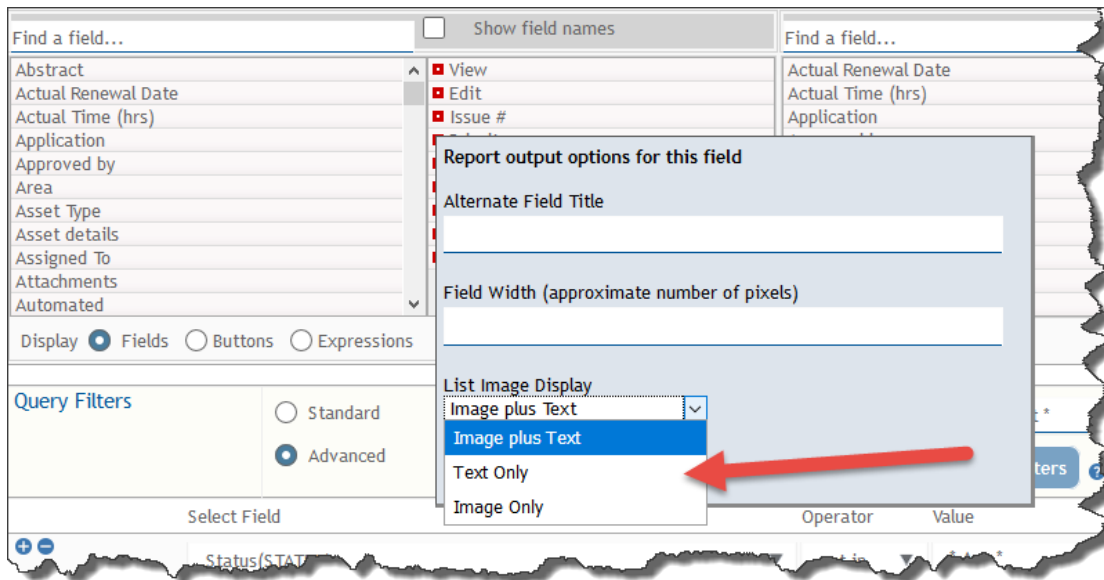 Show field names
Find a field...
Find a field...
Abstract
Actual Renewal Date
Actual Time (hrs)
Application
Approved by
Area
Asset Type
Asset details
Assigned To
Attachments
Automated
View
Edit
Issue #
Actual Renewal Date
Actual Time (hrs)
Application
Report output options for this field
Alternate Field Title
Field Width (approximate number of pixels)
List Image Display
Image plus Text
Image plus Text
Text Only
Image Only
Display Fields Buttons Expressions
Query Filters
Standard
Advanced
Select Field
Operator
Value